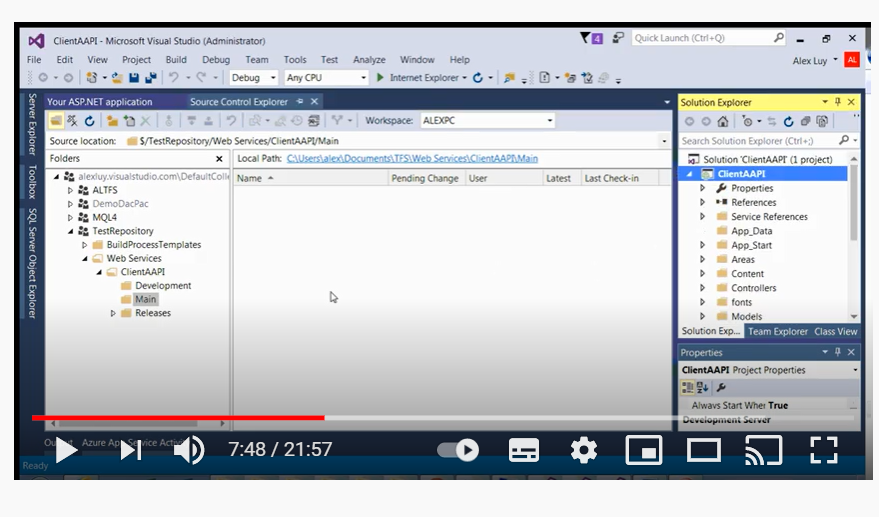 ClientAAPI - Microsoft Visual Studio (Administrator)
4
Quick Launch (Ctrl+Q)
File Edit View Project Build Debug Team Tools Test Analyze Window Help
Alex Luy
AL
Debug Any CPU Internet Explorer
Server Explorer
Toolbox
SQL Server Object Explorer
Your ASP.NET application Source Control Explorer
Workspace: ALEXPC
Source location: $/TestRepository/Web Services/ClientAAPI/Main
Folders
Local Path: C:\Users\alex\Documents\TFS\Web Services\ClientAAPI\Main
Name Pending Change User Latest Last Check-in
alexluy.visualstudio.com\DefaultColle
ALTFS
DemoDacPac
MQL4
TestRepository
BuildProcessTemplates
Web Services
ClientAAPI
Development
Main
Releases
Solution Explorer
Search Solution Explorer (Ctrl+;)
Solution 'ClientAAPI' (1 project)
ClientAAPI
Properties
References
Service References
App_Data
App_Start
Areas
Content
Controllers
fonts
Models
Solution Exp... Team Explorer Class View
Properties
ClientAAPI Project Properties
Always Start Wher True
Development Server
Azure App Service Activity
7:48 / 21:57
Ready